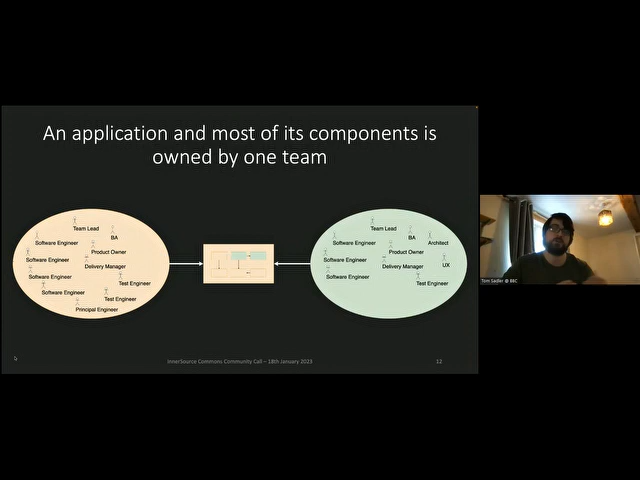 An application and most of its components is
owned by one team
Team Lead
BA
Software Engineer
Product Owner
Software Engineer
Delivery Manager
Software Engineer
Test Engineer
Software Engineer
Test Engineer
Principal Engineer
Team Lead
BA
Software Engineer
Architect
Product Owner
Software Engineer
Delivery Manager
UX
Software Engineer
Test Engineer
InnerSource Commons Community Call – 18th January 2023
12
Tom Sadler @ BBC